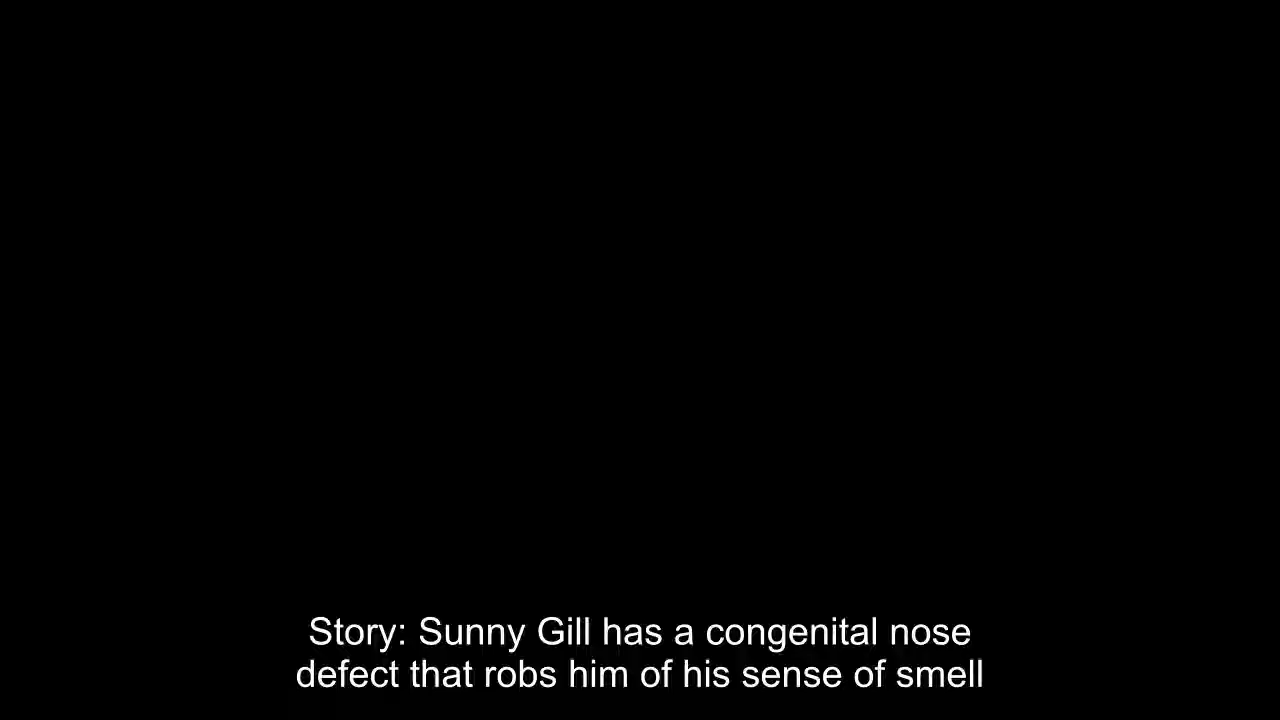 Story: Sunny Gill has a congenital nose
defect that robs him of his sense of smell